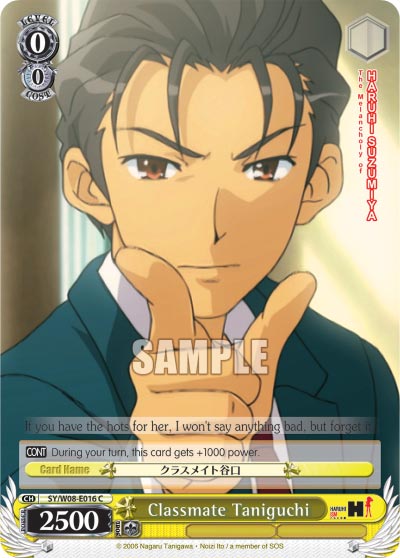 LEVEL
0
0
COST
The Melancholy of
HARUHI SUZUMIYA
SAMPLE
If you have the hots for her, I won't say anything bad, but forget it.
CONT During your turn, this card gets +1000 power.
Card Name クラスメイト谷口
CH SY/W08-E016 C
2500 Classmate Taniguchi
HARUHI
H
© 2006 Nagaru Tanigawa • Noizi Ito / a member of SOS